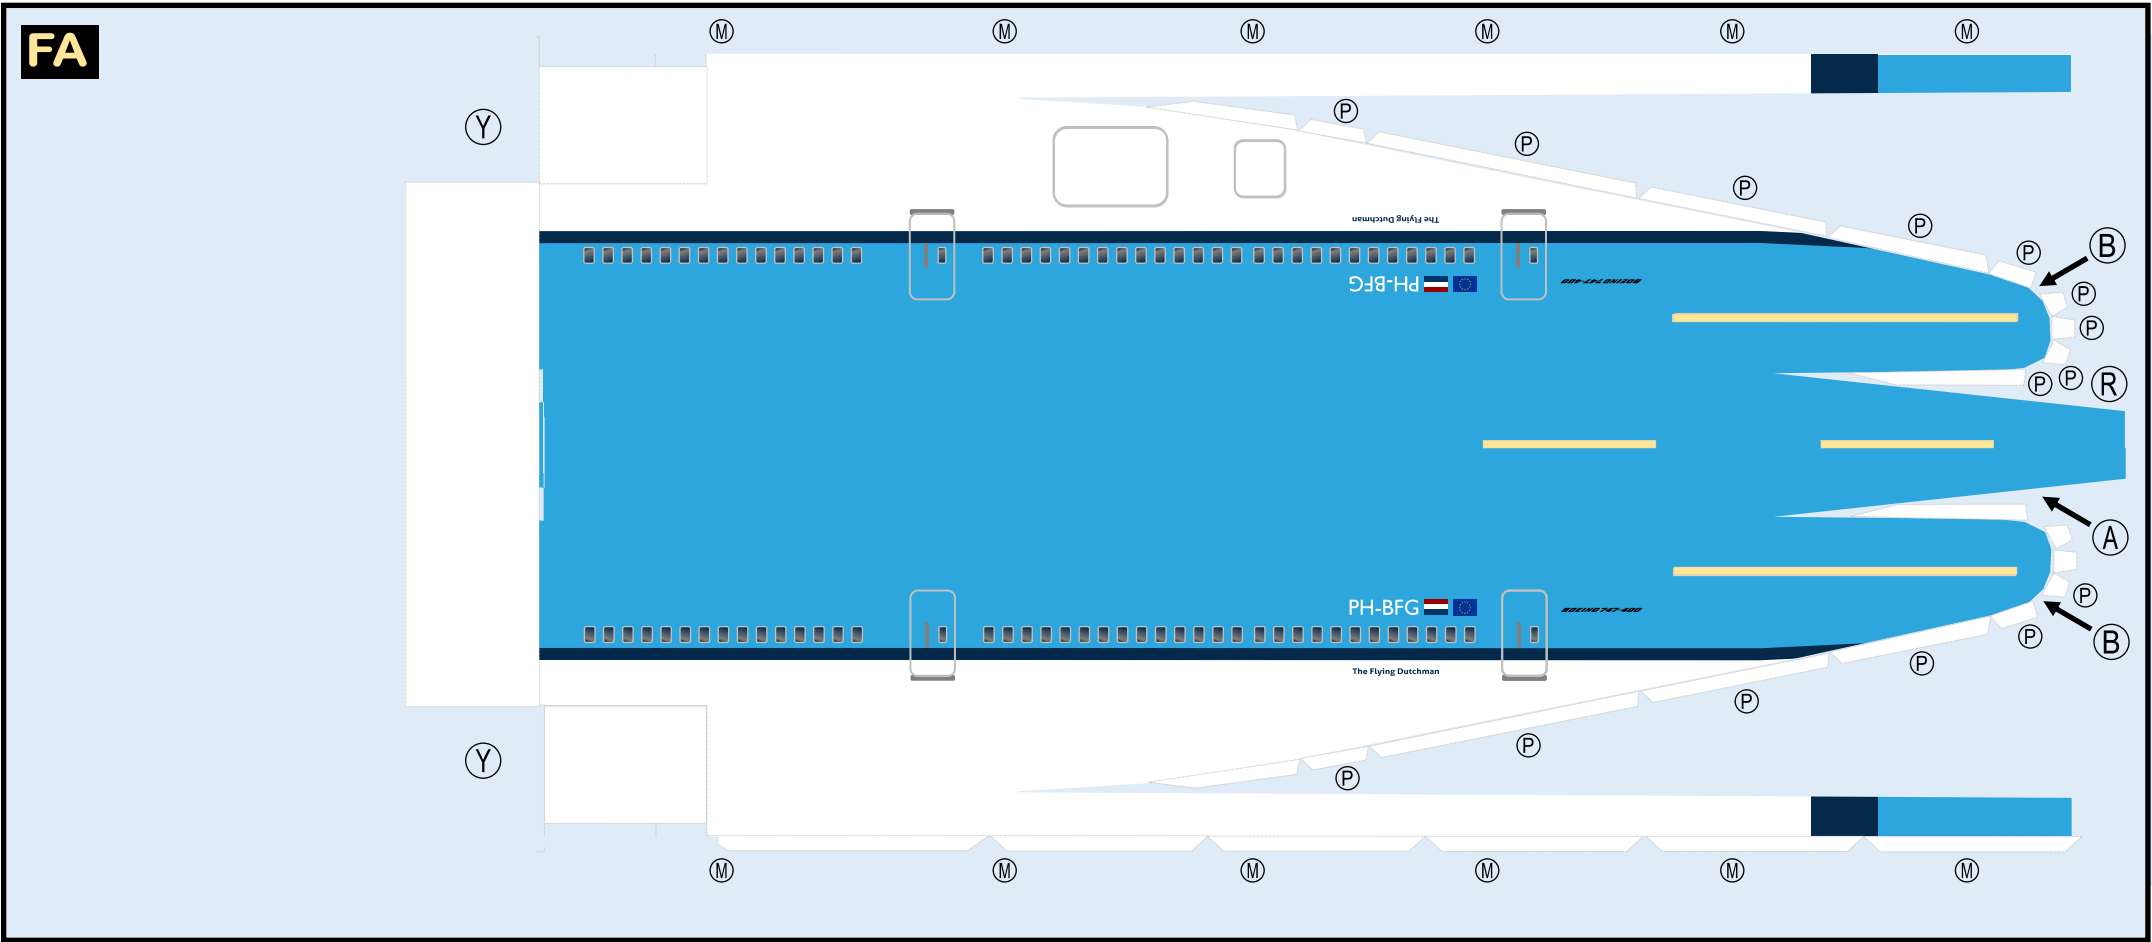 FA
M M M M M M
Y
P
P
P
P
P
B
The Flying Dutchman
PH-BFG
BOEING 747-400
P
P
P P R
A
PH-BFG
BOEING 747-400
P
P
B
The Flying Dutchman
P
P
P
P
Y
M M M M M M